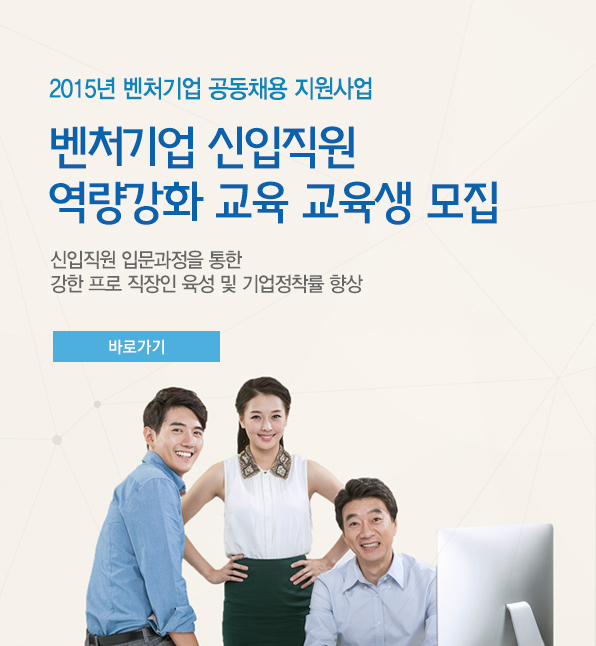 2015년 벤처기업 공동채용 지원사업
벤처기업 신입직원
역량강화 교육 교육생 모집
신입직원 입문과정을 통한
강한 프로 직장인 육성 및 기업정착률 향상
바로가기